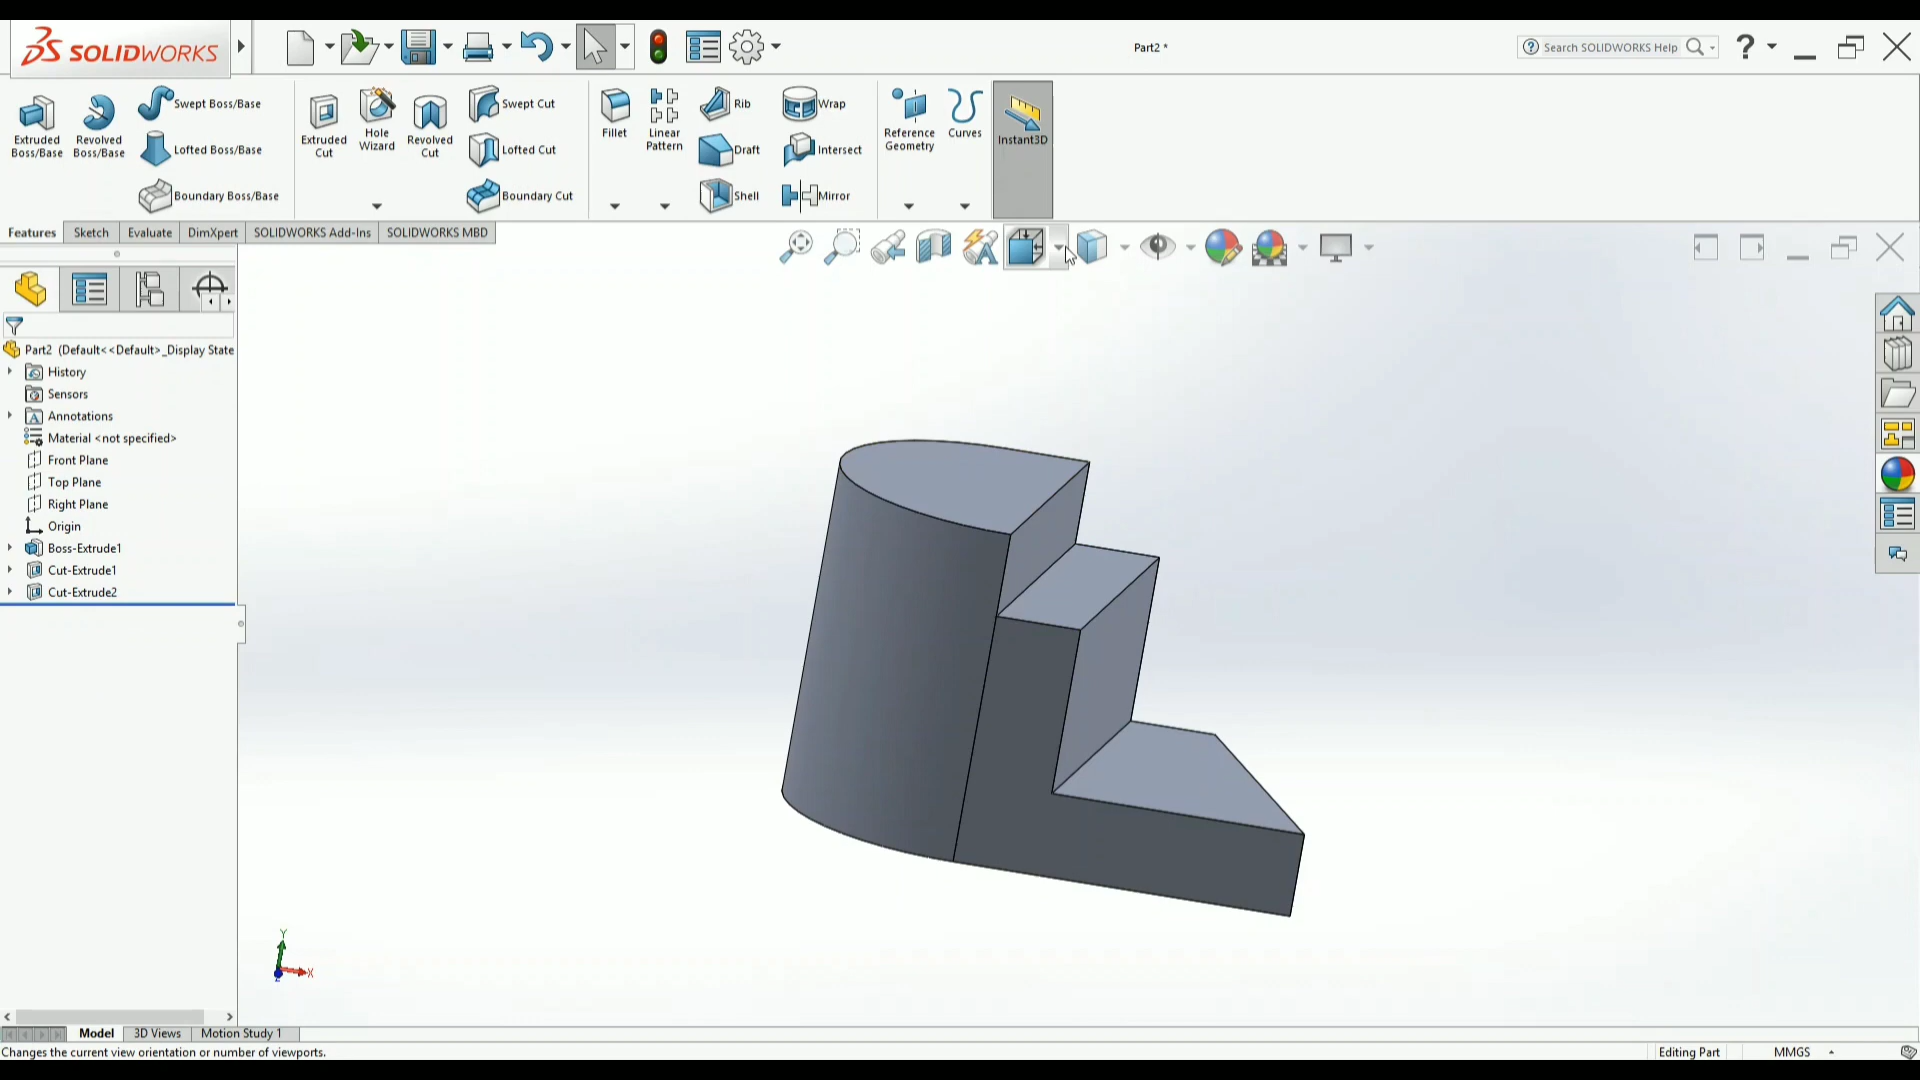 SOLIDWORKS
Part2 *
Search SOLIDWORKS Help
Extruded Boss/Base
Revolved Boss/Base
Swept Boss/Base
Lofted Boss/Base
Boundary Boss/Base
Extruded Cut
Hole Wizard
Revolved Cut
Swept Cut
Lofted Cut
Boundary Cut
Fillet
Linear Pattern
Rib
Draft
Shell
Wrap
Intersect
Mirror
Reference Geometry
Curves
Instant3D
Features
Sketch
Evaluate
DimXpert
SOLIDWORKS Add-Ins
SOLIDWORKS MBD
Part2 (Default<<Default>_Display State
History
Sensors
Annotations
Material <not specified>
Front Plane
Top Plane
Right Plane
Origin
Boss-Extrude1
Cut-Extrude1
Cut-Extrude2
Y
X
Z
Model
3D Views
Motion Study 1
Changes the current view orientation or number of viewports.
Editing Part
MMGS